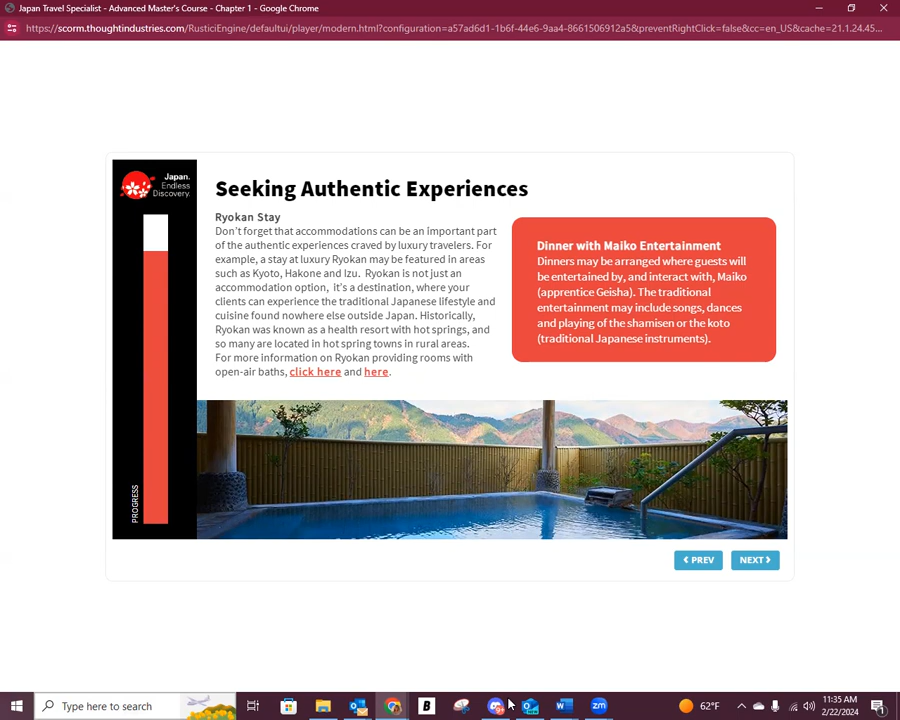 Japan Travel Specialist - Advanced Master's Course - Chapter 1 - Google Chrome
https://scorm.thoughtindustries.com/RusticiEngine/defaultui/player/modern.html?configuration=a57ad6d1-1b6f-44e6-9aa4-8661506912a5&preventRightClick=false&cc=en_US&cache=21.1.24.45...
Japan.
Endless
Discovery.
PROGRESS
Seeking Authentic Experiences
Ryokan Stay
Don't forget that accommodations can be an important part
of the authentic experiences craved by luxury travelers. For
example, a stay at luxury Ryokan may be featured in areas
such as Kyoto, Hakone and Izu. Ryokan is not just an
accommodation option, it's a destination, where your
clients can experience the traditional Japanese lifestyle and
cuisine found nowhere else outside Japan. Historically,
Ryokan was known as a health resort with hot springs, and
so many are located in hot spring towns in rural areas.
For more information on Ryokan providing rooms with
open-air baths, click here and here.
Dinner with Maiko Entertainment
Dinners may be arranged where guests will
be entertained by, and interact with, Maiko
(apprentice Geisha). The traditional
entertainment may include songs, dances
and playing of the shamisen or the koto
(traditional Japanese instruments).
PREV
NEXT
Type here to search
B
zm
62°F
11:35 AM
2/22/2024